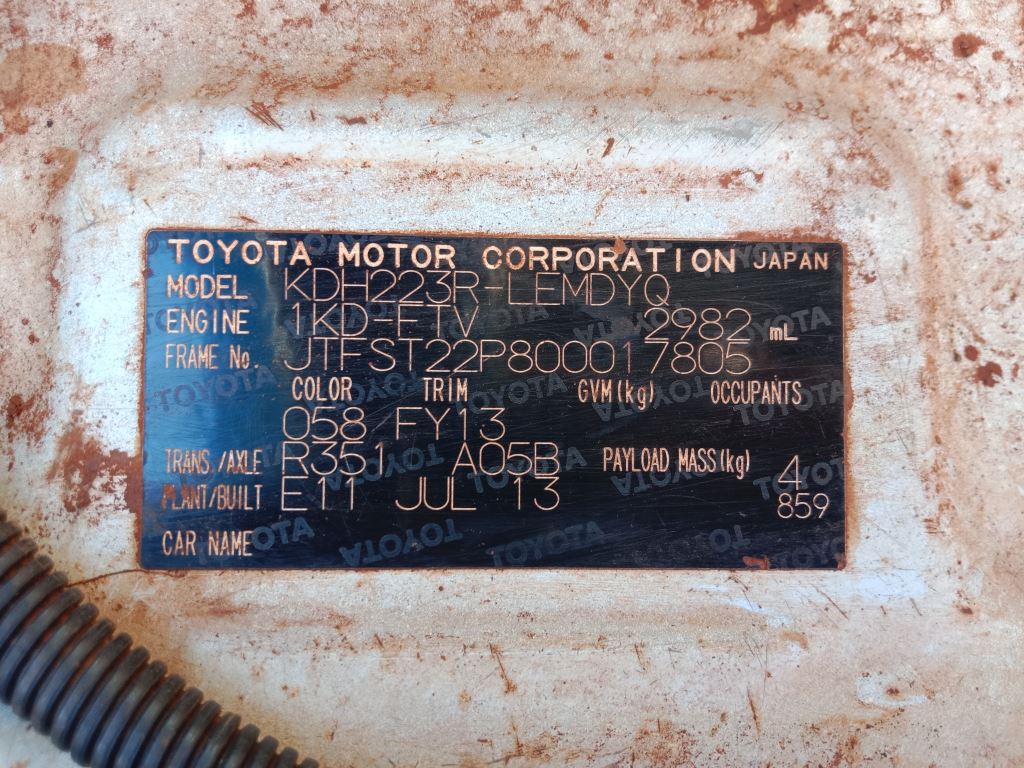 TOYOTA MOTOR CORPORATION JAPAN
MODEL KDH223R-LEMDYQ
ENGINE 1KD-FTV 2982 mL
FRAME No. JTFST22P800017805
COLOR TRIM GVM(kg) OCCUPANTS
058 FY13
TRANS./AXLE R351 A05B PAYLOAD MASS(kg) 4
PLANT/BUILT E11 JUL 13 859
CAR NAME